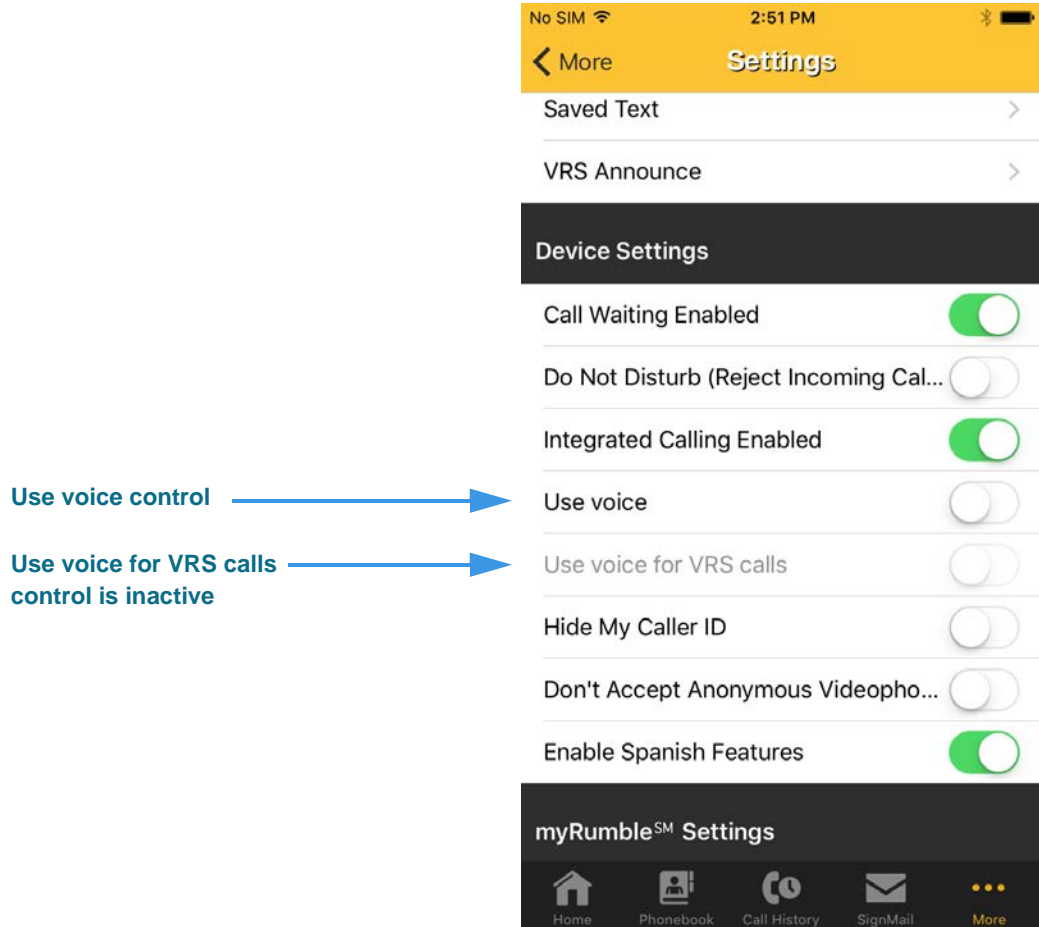 No SIM 2:51 PM
More Settings
Saved Text
VRS Announce
Device Settings
Call Waiting Enabled
Do Not Disturb (Reject Incoming Cal...
Integrated Calling Enabled
Use voice control
Use voice
Use voice for VRS calls
control is inactive
Use voice for VRS calls
Hide My Caller ID
Don't Accept Anonymous Videopho...
Enable Spanish Features
myRumble℠ Settings
Home Phonebook Call History SignMail More